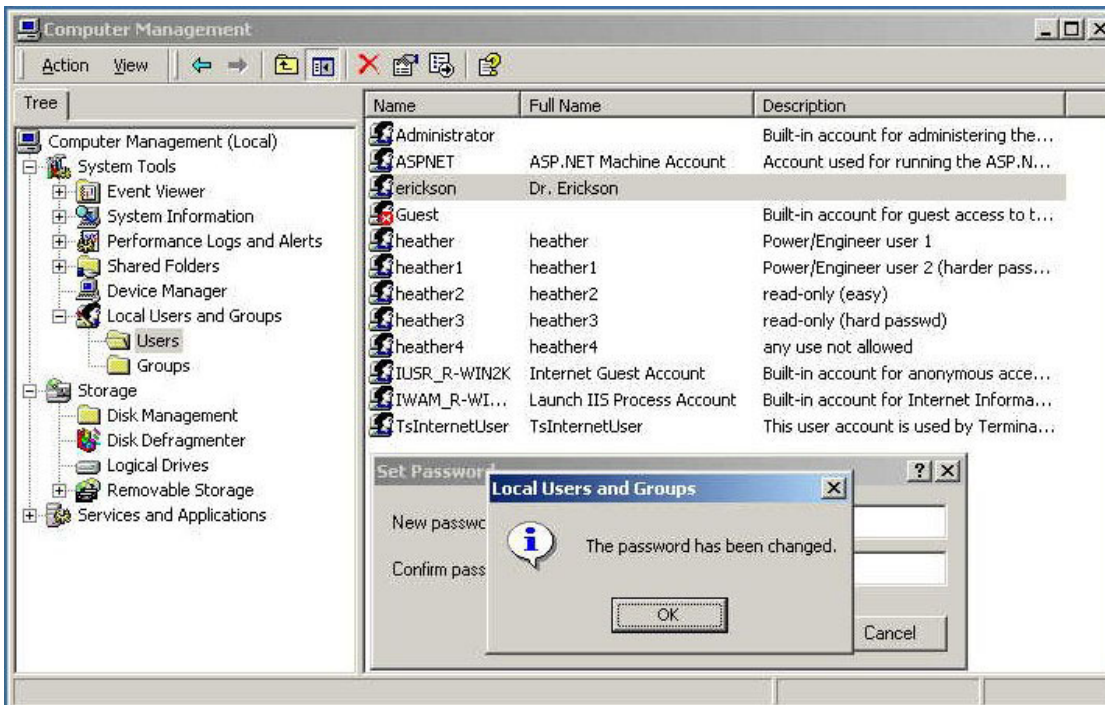 Computer Management
Action View
Tree
Name Full Name Description
Computer Management (Local)
System Tools
Event Viewer
System Information
Performance Logs and Alerts
Shared Folders
Device Manager
Local Users and Groups
Users
Groups
Storage
Disk Management
Disk Defragmenter
Logical Drives
Removable Storage
Services and Applications
Administrator Built-in account for administering the...
ASPNET ASP.NET Machine Account Account used for running the ASP.N...
erickson Dr. Erickson
Guest Built-in account for guest access to t...
heather heather Power/Engineer user 1
heather1 heather1 Power/Engineer user 2 (harder pass...
heather2 heather2 read-only (easy)
heather3 heather3 read-only (hard passwd)
heather4 heather4 any use not allowed
IUSR_R-WIN2K Internet Guest Account Built-in account for anonymous acce...
IWAM_R-WI... Launch IIS Process Account Built-in account for Internet Informa...
TsInternetUser TsInternetUser This user account is used by Termina...
Set Password
Local Users and Groups
New passwo
The password has been changed.
Confirm pass
OK
Cancel